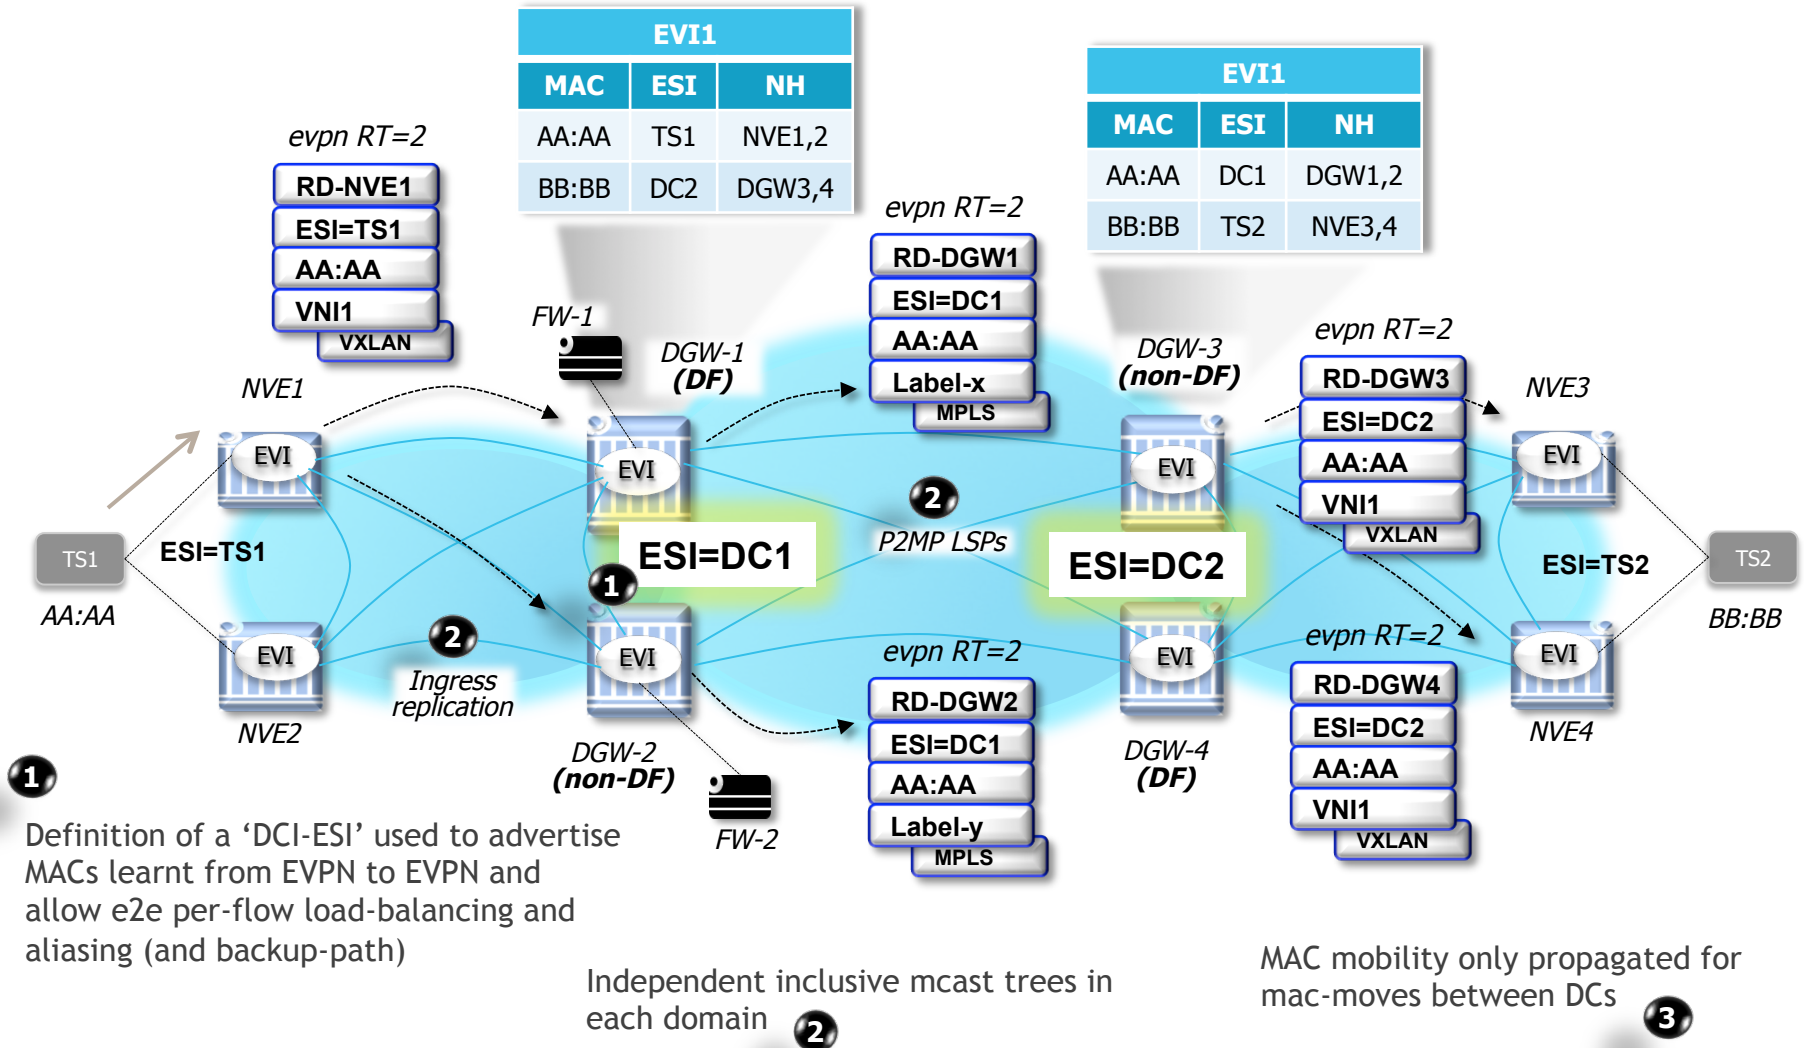 EVI1
MAC ESI NH
AA:AA TS1 NVE1,2
BB:BB DC2 DGW3,4
EVI1
MAC ESI NH
AA:AA DC1 DGW1,2
BB:BB TS2 NVE3,4
evpn RT=2
RD-NVE1
ESI=TS1
AA:AA
VNI1
VXLAN
evpn RT=2
RD-DGW1
ESI=DC1
AA:AA
Label-x
MPLS
FW-1
DGW-1
(DF)
DGW-3
(non-DF)
evpn RT=2
RD-DGW3
ESI=DC2
AA:AA
VNI1
VXLAN
NVE1
NVE3
EVI
EVI
EVI
EVI
2
P2MP LSPs
TS1
ESI=TS1
AA:AA
ESI=DC1
ESI=DC2
ESI=TS2
TS2
BB:BB
1
2
Ingress
replication
EVI
EVI
EVI
EVI
NVE2
DGW-2
(non-DF)
FW-2
evpn RT=2
RD-DGW2
ESI=DC1
AA:AA
Label-y
MPLS
DGW-4
(DF)
evpn RT=2
RD-DGW4
ESI=DC2
AA:AA
VNI1
VXLAN
NVE4
1
Definition of a ‘DCI-ESI’ used to advertise
MACs learnt from EVPN to EVPN and
allow e2e per-flow load-balancing and
aliasing (and backup-path)
Independent inclusive mcast trees in
each domain
2
MAC mobility only propagated for
mac-moves between DCs
3